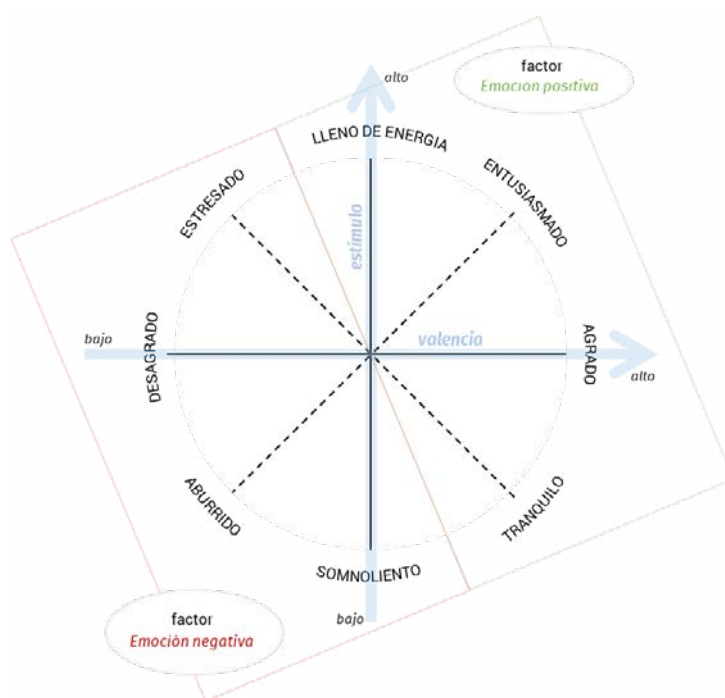 factor
Emoción positiva
alto
LLENO DE ENERGIA
ENTUSIASMADO
ESTRESADO
estímulo
bajo
valencia
DESAGRADO
AGRADO
alto
ABURRIDO
TRANQUILO
SOMNOLIENTO
bajo
factor
Emoción negativa